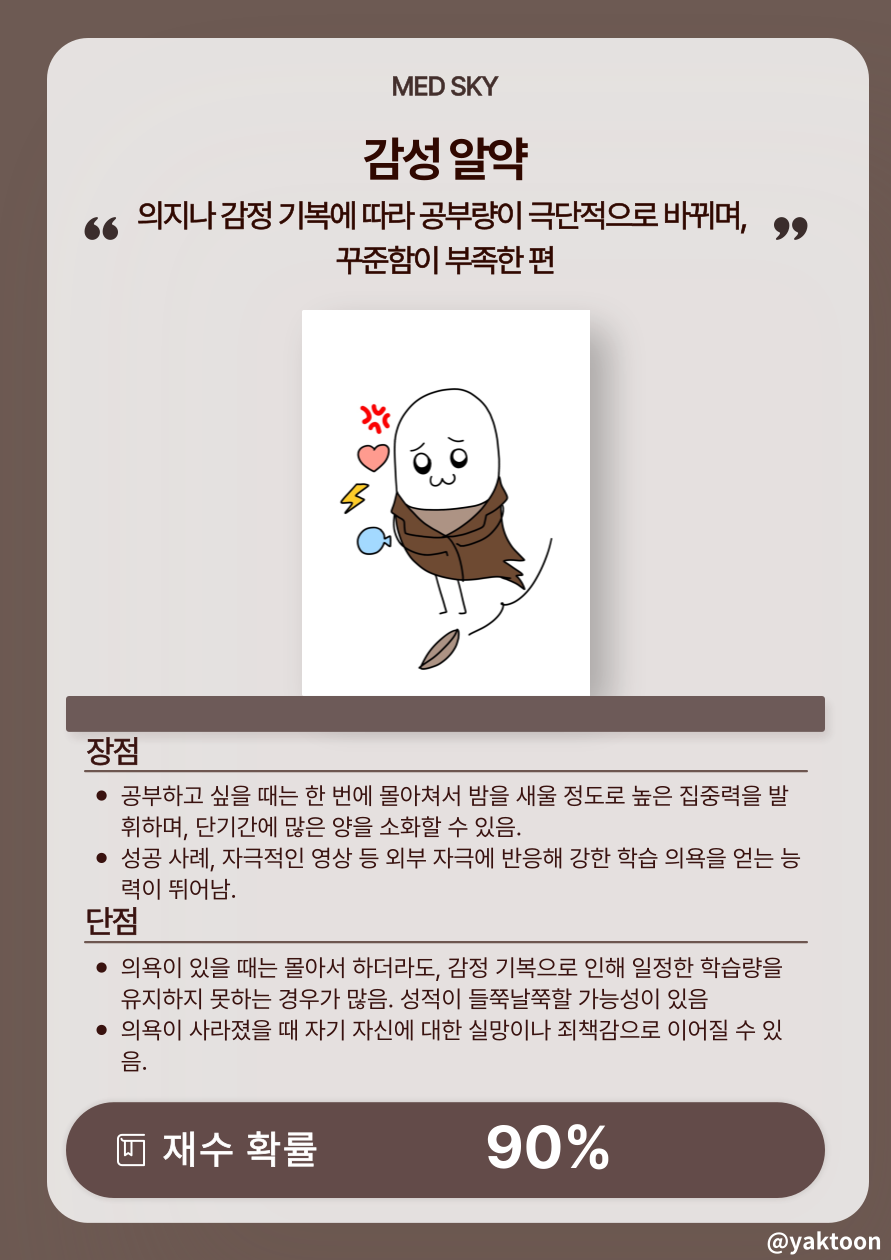 MED SKY
감성 알약
“ 의지나 감정 기복에 따라 공부량이 극단적으로 바뀌며, ”
꾸준함이 부족한 편
장점
● 공부하고 싶을 때는 한 번에 몰아쳐서 밤을 새울 정도로 높은 집중력을 발
휘하며, 단기간에 많은 양을 소화할 수 있음.
● 성공 사례, 자극적인 영상 등 외부 자극에 반응해 강한 학습 의욕을 얻는 능
력이 뛰어남.
단점
● 의욕이 있을 때는 몰아서 하더라도, 감정 기복으로 인해 일정한 학습량을
유지하지 못하는 경우가 많음. 성적이 들쭉날쭉할 가능성이 있음
● 의욕이 사라졌을 때 자기 자신에 대한 실망이나 죄책감으로 이어질 수 있
음.
재수 확률 90%
@yaktoon